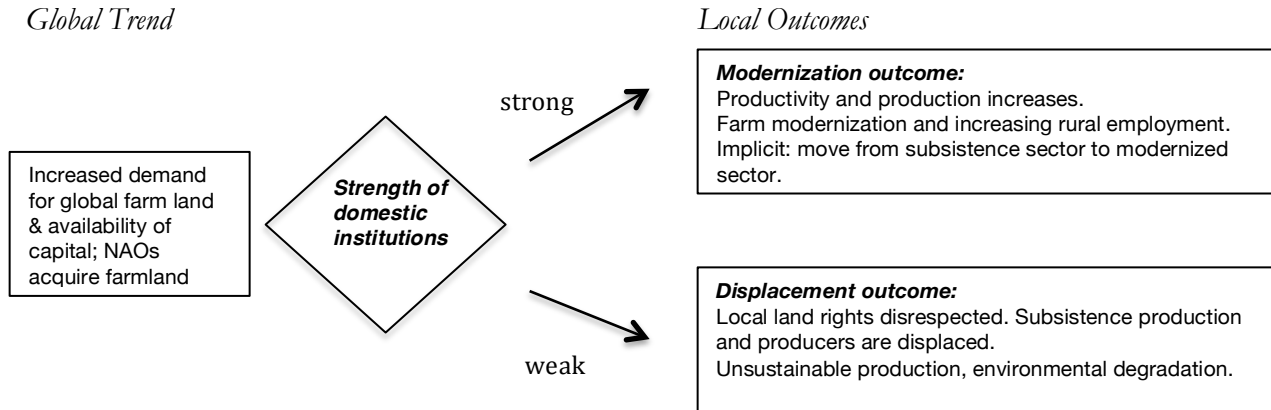 Global Trend
Local Outcomes
Increased demand
for global farm land
& availability of
capital; NAOs
acquire farmland
Strength of
domestic
institutions
strong
weak
Modernization outcome:
Productivity and production increases.
Farm modernization and increasing rural employment.
Implicit: move from subsistence sector to modernized
sector.
Displacement outcome:
Local land rights disrespected. Subsistence production
and producers are displaced.
Unsustainable production, environmental degradation.